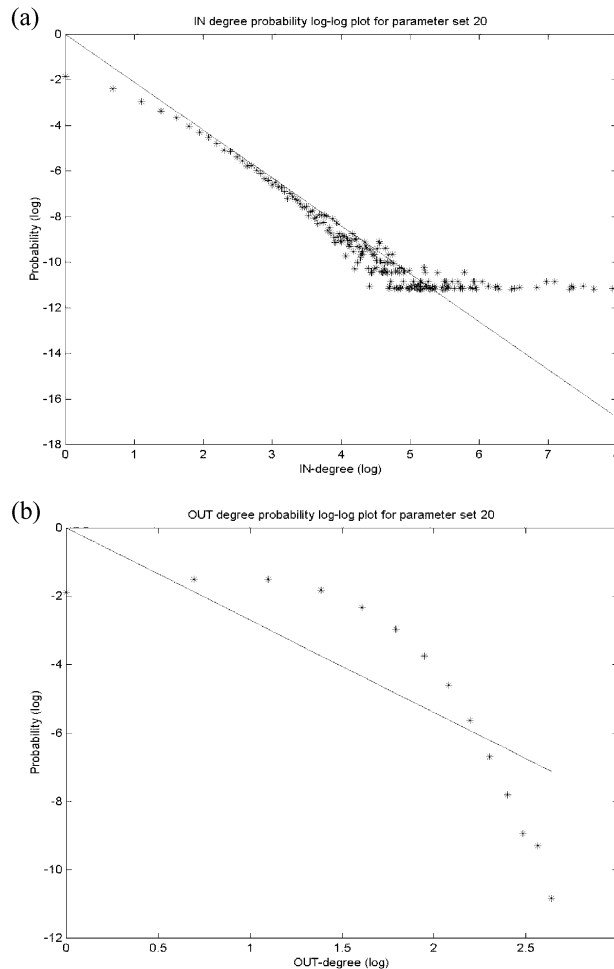 (a)
IN degree probability log-log plot for parameter set 20
0
-2
-4
-6
-8
-10
-12
-14
-16
-18
Probability (log)
0 1 2 3 4 5 6 7
IN-degree (log)
(b)
OUT degree probability log-log plot for parameter set 20
0
-2
-4
-6
-8
-10
-12
Probability (log)
0 0.5 1 1.5 2 2.5
OUT-degree (log)